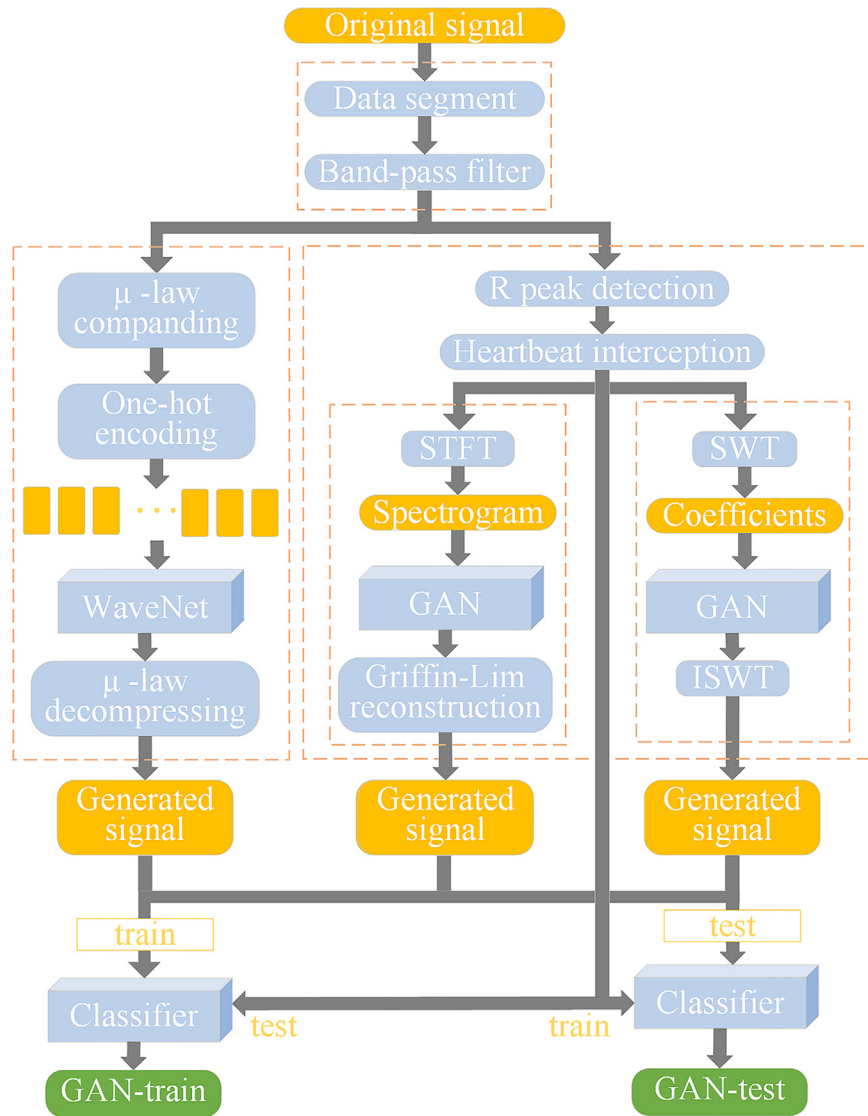 Original signal
Data segment
Band-pass filter
μ -law
companding
One-hot
encoding
WaveNet
μ -law
decompressing
R peak detection
Heartbeat interception
STFT
Spectrogram
GAN
Griffin-Lim
reconstruction
SWT
Coefficients
GAN
ISWT
Generated
signal
Generated
signal
Generated
signal
train
test
Classifier
test
train
Classifier
GAN-train
GAN-test